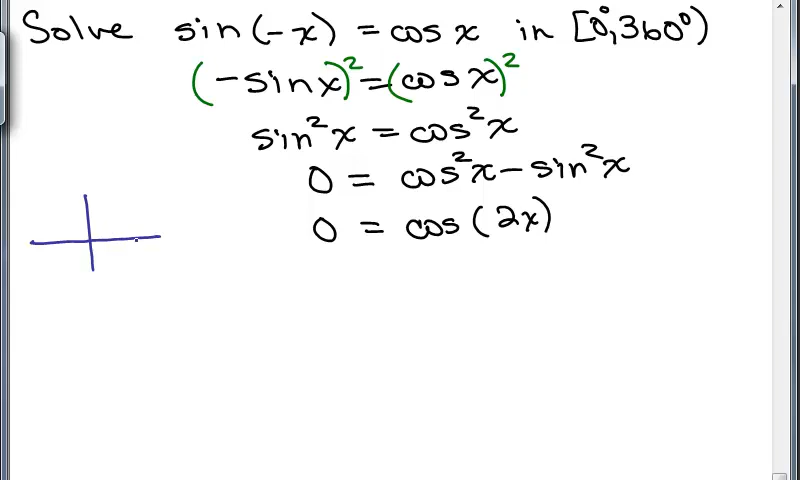 Solve sin(-x) = cos x in [0°, 360°)
(-sin x)² = (cos x)²
sin²x = cos²x
0 = cos²x - sin²x
0 = cos(2x)